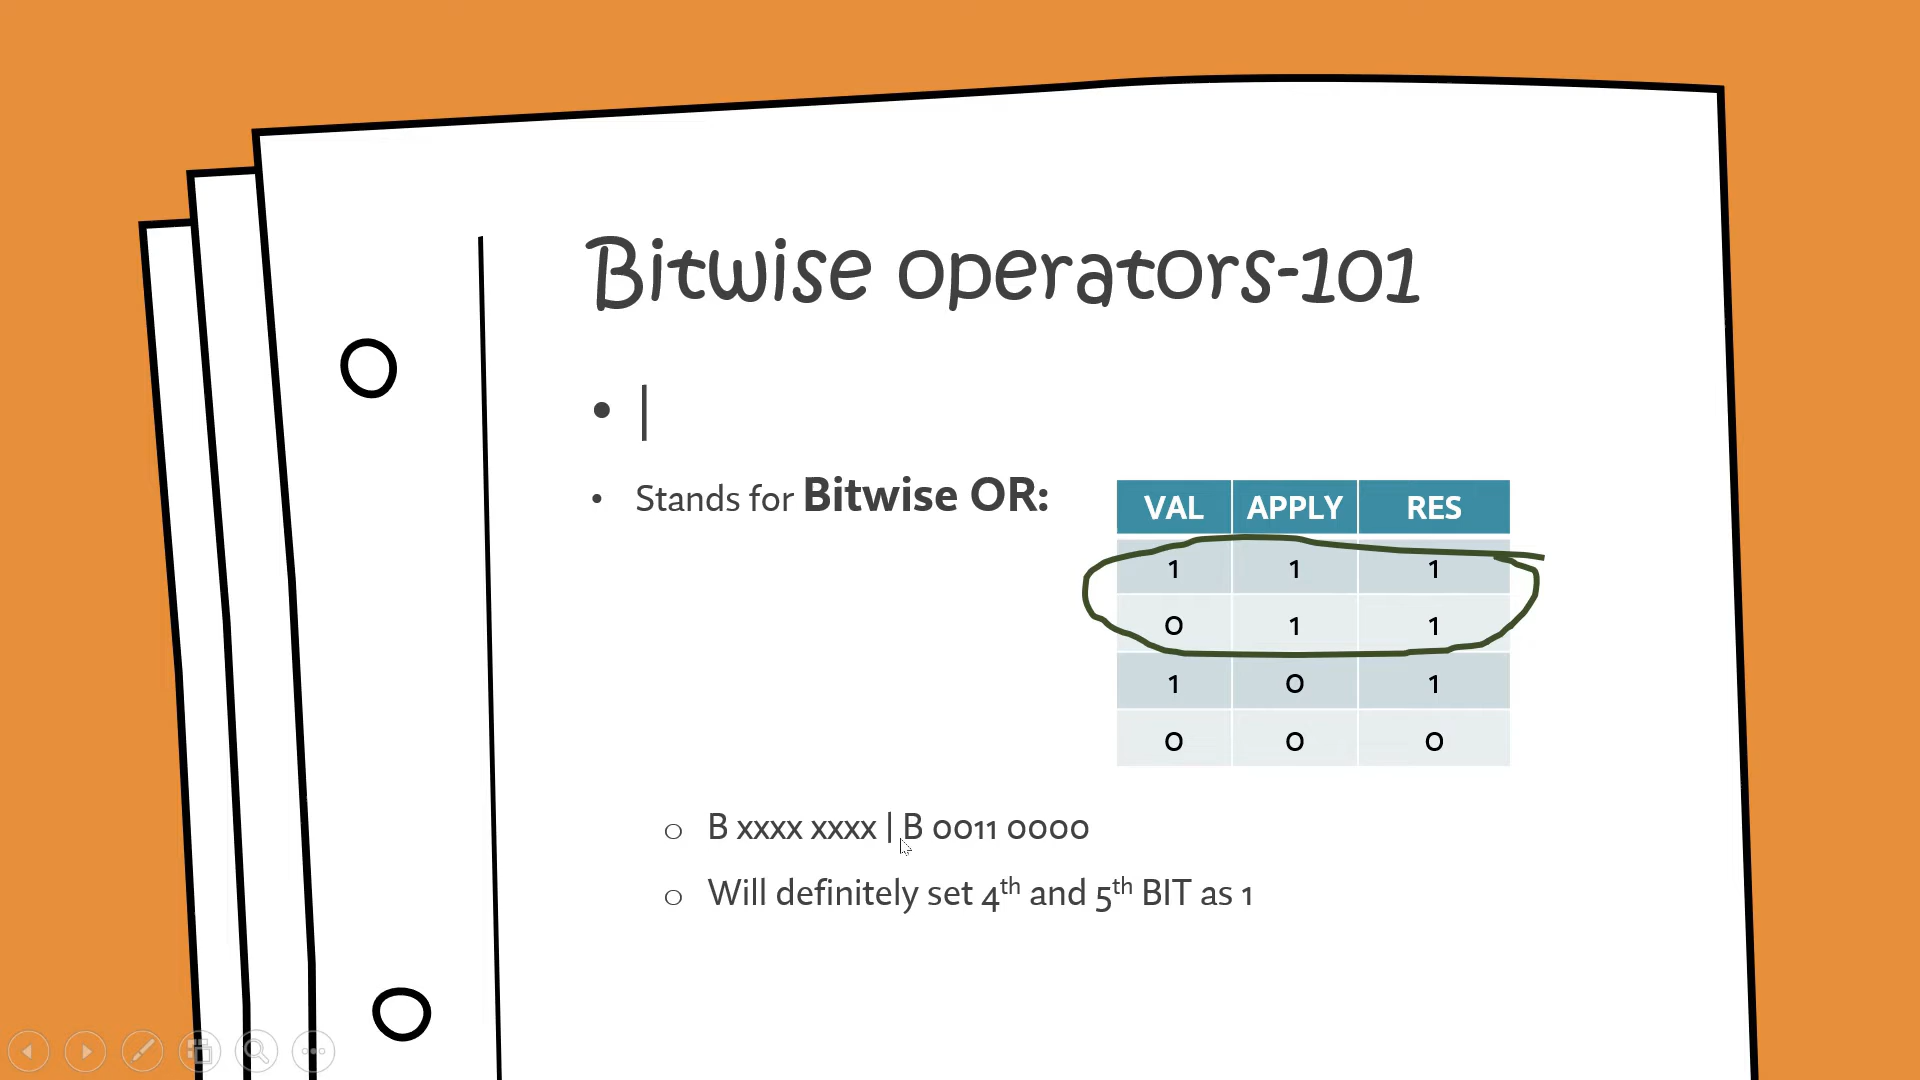 Bitwise operators-101
• |
• Stands for Bitwise OR:
VAL APPLY RES
1 1 1
0 1 1
1 0 1
0 0 0
o B xxxx xxxx | B 0011 0000
o Will definitely set 4th and 5th BIT as 1